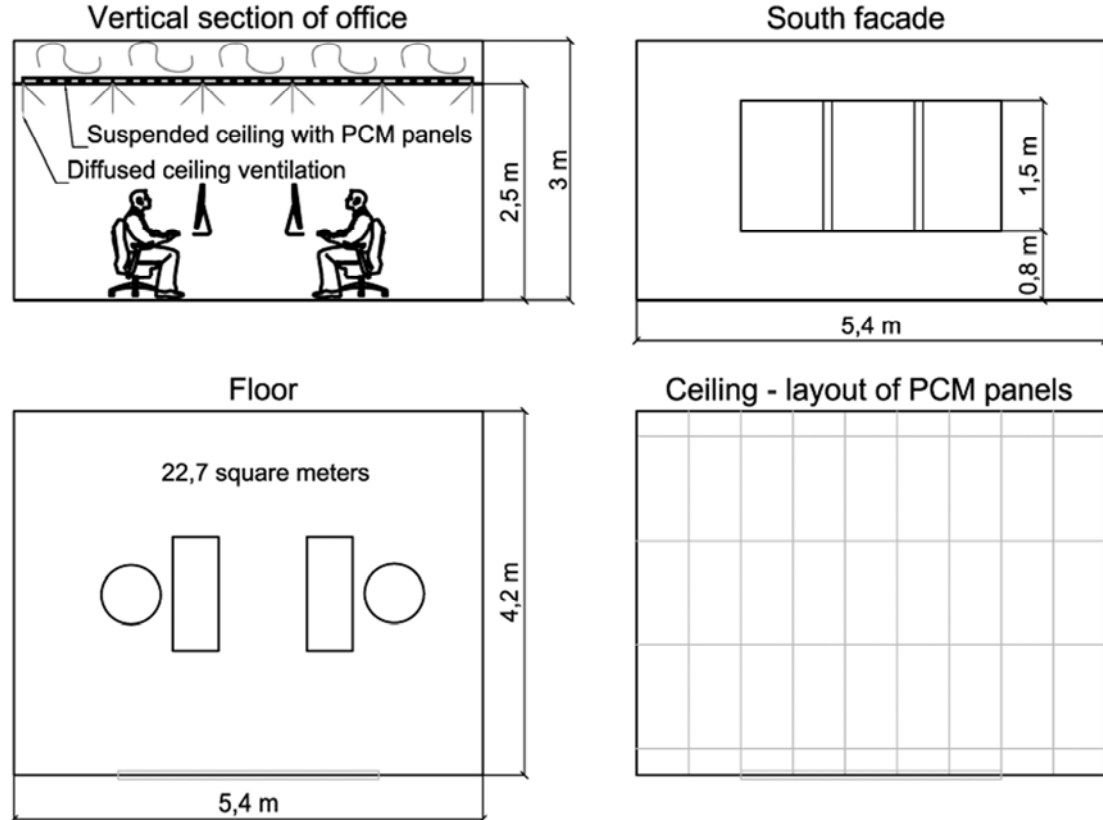 Vertical section of office
Suspended ceiling with PCM panels
Diffused ceiling ventilation
2,5 m
3 m
South facade
1,5 m
0,8 m
5,4 m
Floor
22,7 square meters
4,2 m
5,4 m
Ceiling - layout of PCM panels